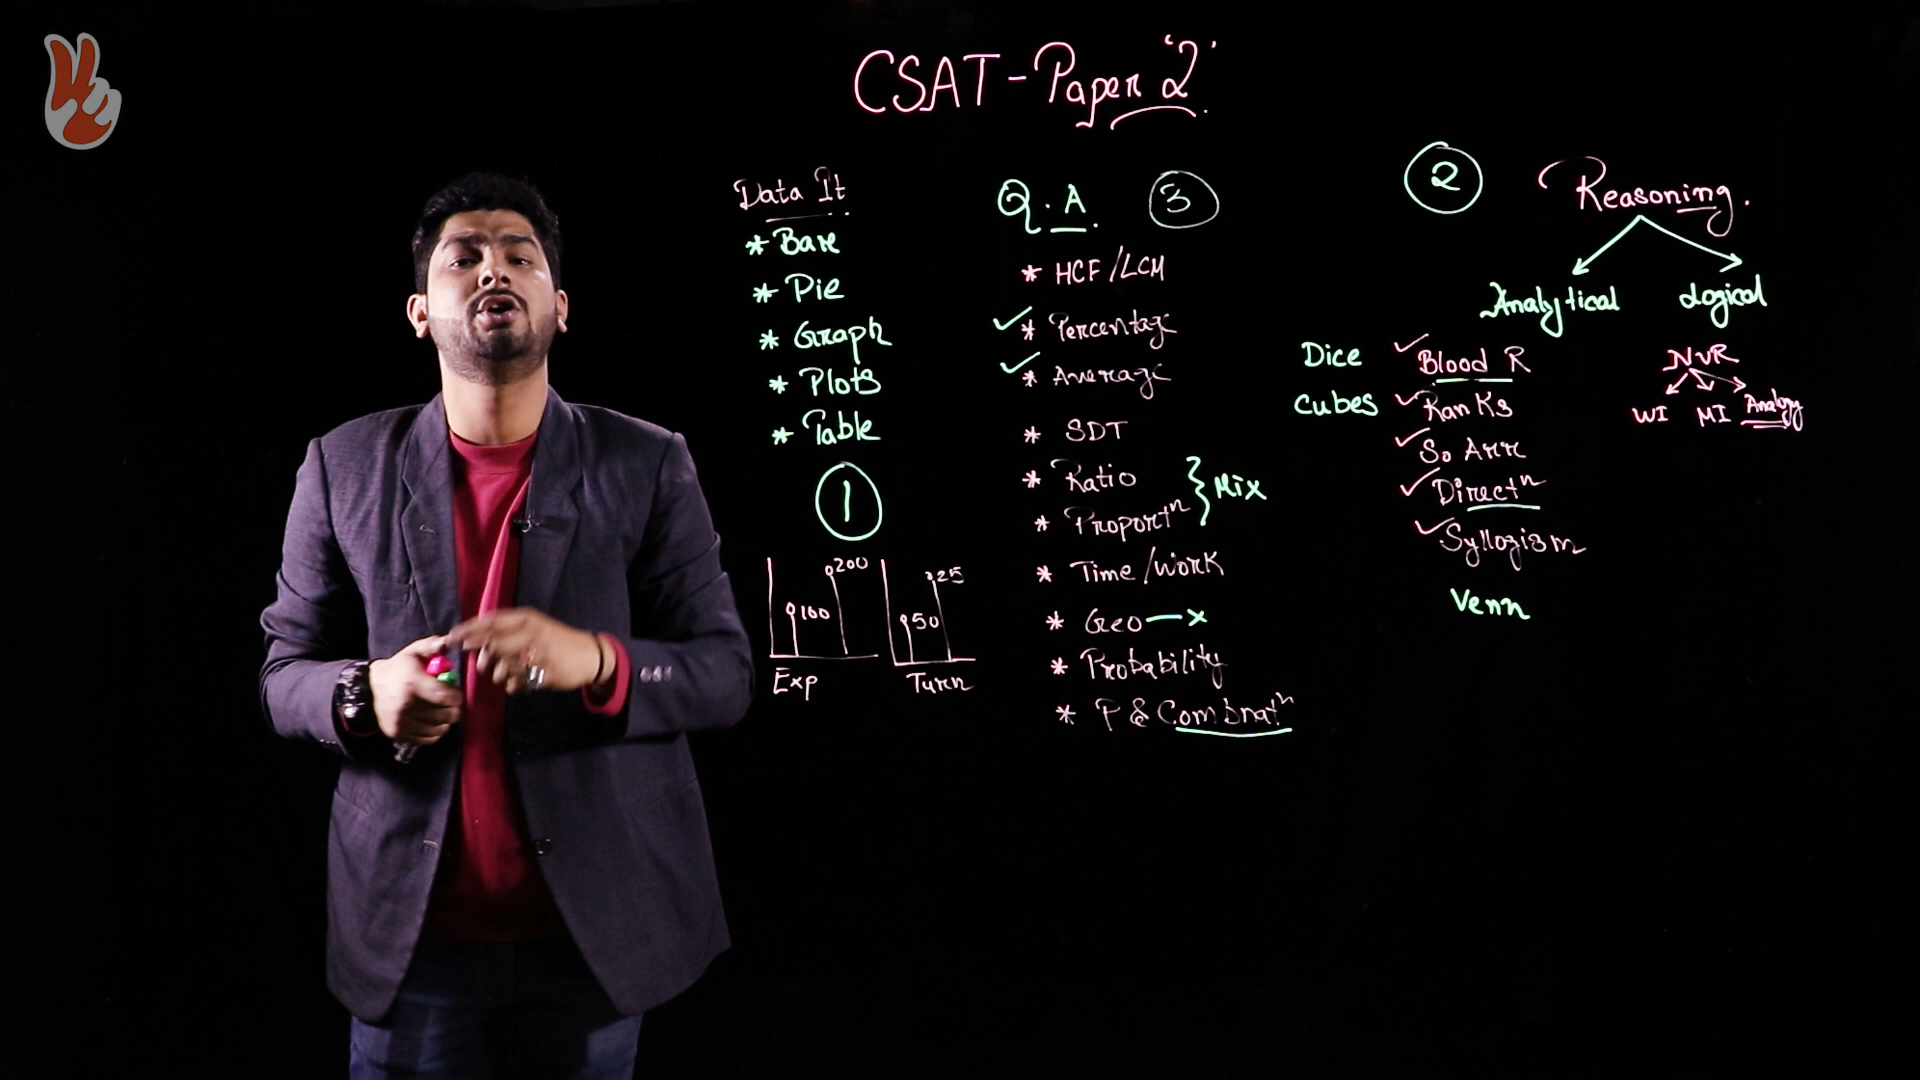 CSAT - Paper '2'.
Data It
* Bare
* Pie
* Graph
* Plots
* Table
1
100
200
Exp
50
25
Turn
Q.A. 3
* HCF/LCM
* Percentage
* Average
* SDT
* Ratio
* Proportn
} Mix
* Time/Work
* Geo — x
* Probability
* P & Combnatn
2 Reasoning.
Analytical
Logical
Dice
Cubes
Blood R
Ranks
So Arr
Directn
Syllogism
Venn
NVR
WI MI Analogy